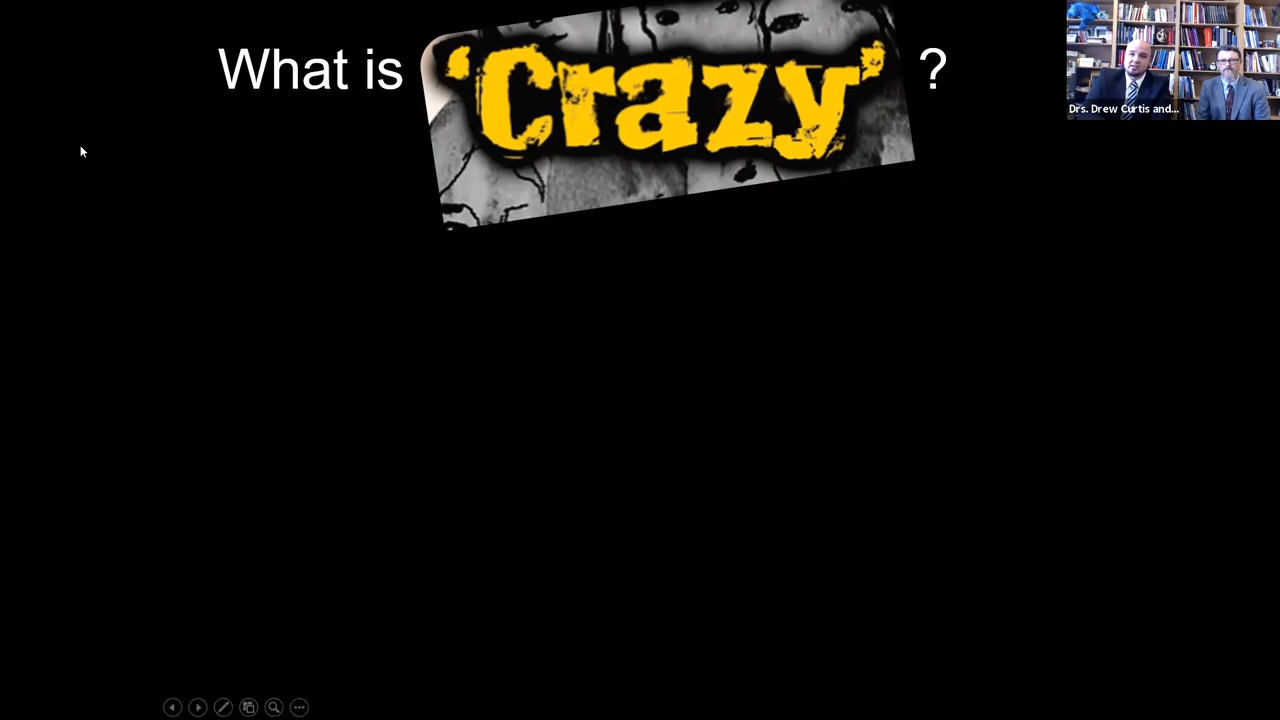 What is ‘Crazy’ ?
Drs. Drew Curtis and...